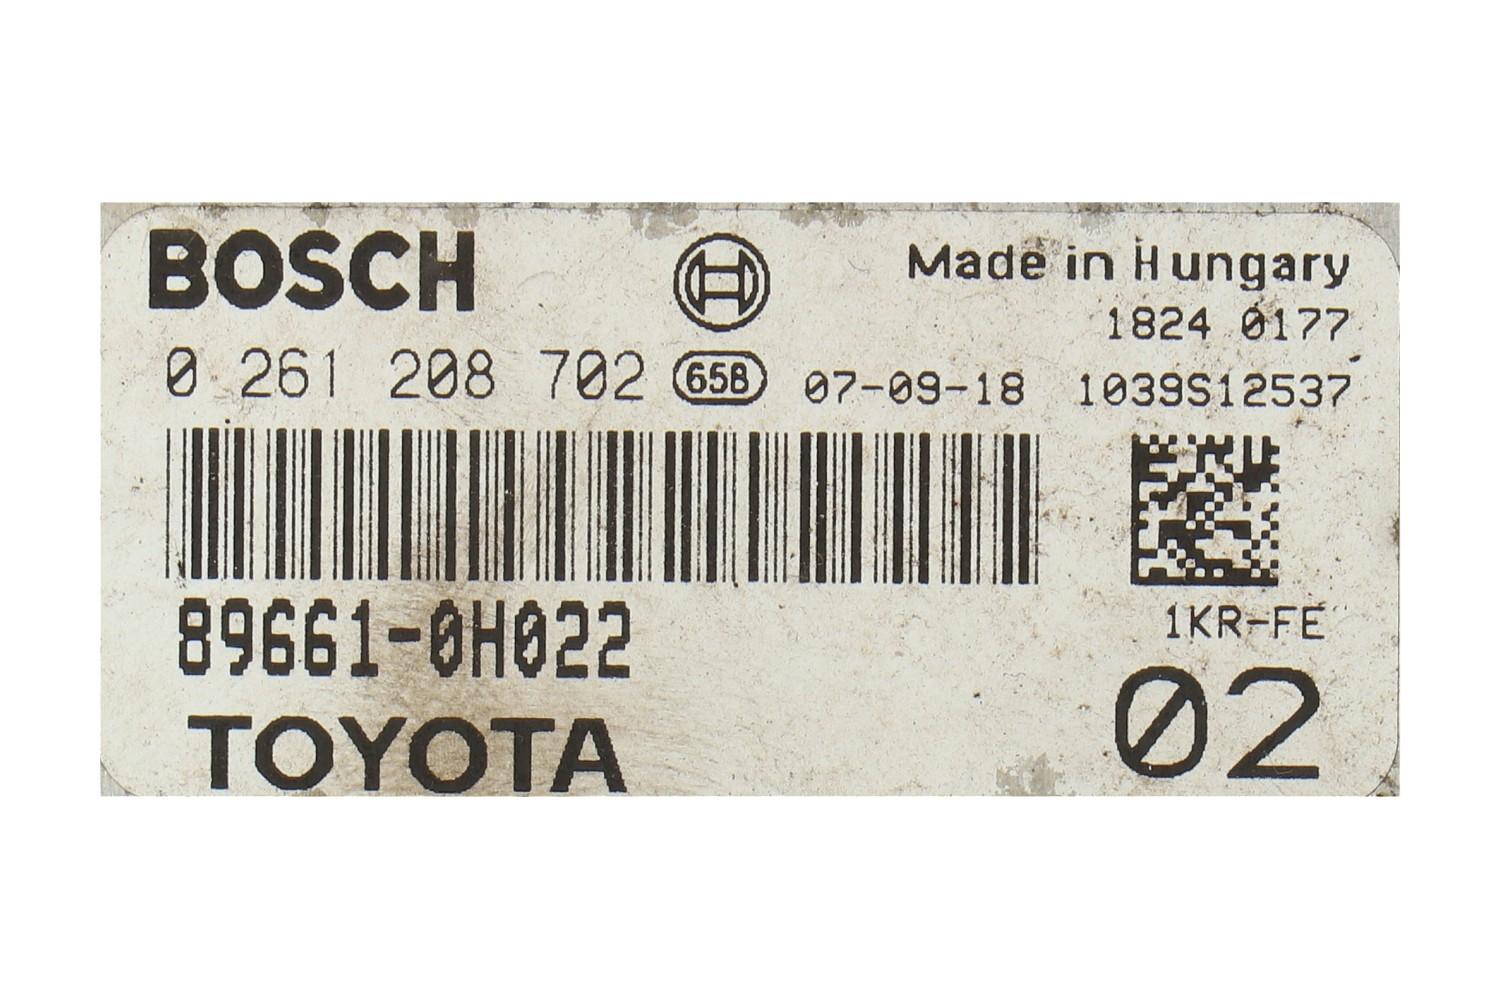 BOSCH
Made in Hungary
1824 0177
0 261 208 702 65B 07-09-18 1039S12537
89661-0H022
1KR-FE
TOYOTA
02